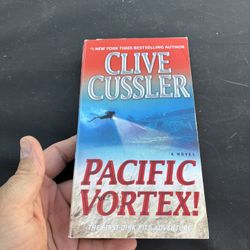 #1 NEW YORK TIMES BESTSELLING AUTHOR
CLIVE
CUSSLER
A NOVEL
PACIFIC
VORTEX!
THE FIRST DIRK PITT ADVENTURE